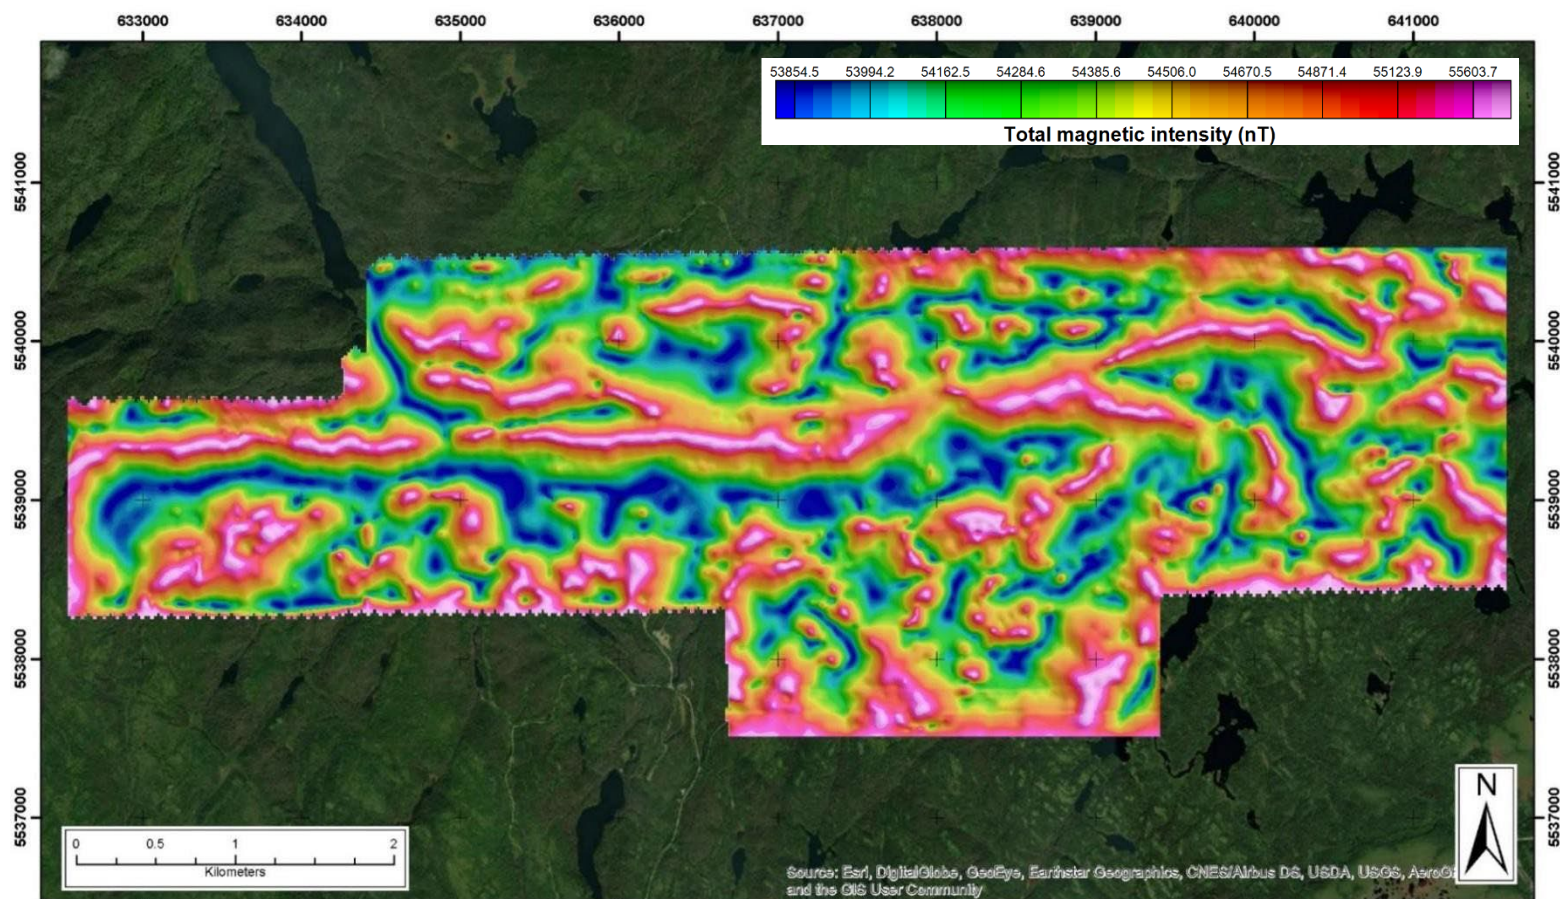 633000 634000 635000 636000 637000 638000 639000 640000 641000
53854.5 53994.2 54162.5 54284.6 54385.6 54506.0 54670.5 54871.4 55123.9 55603.7
Total magnetic intensity (nT)
5541000 5541000
5540000 5540000
5539000 5539000
5538000 5538000
5537000 5537000
N
0 0.5 1 2
Kilometers
Source: Esri, DigitalGlobe, GeoEye, Earthstar Geographics, CNES/Airbus DS, USDA, USGS, AeroG
and the GIS User Community